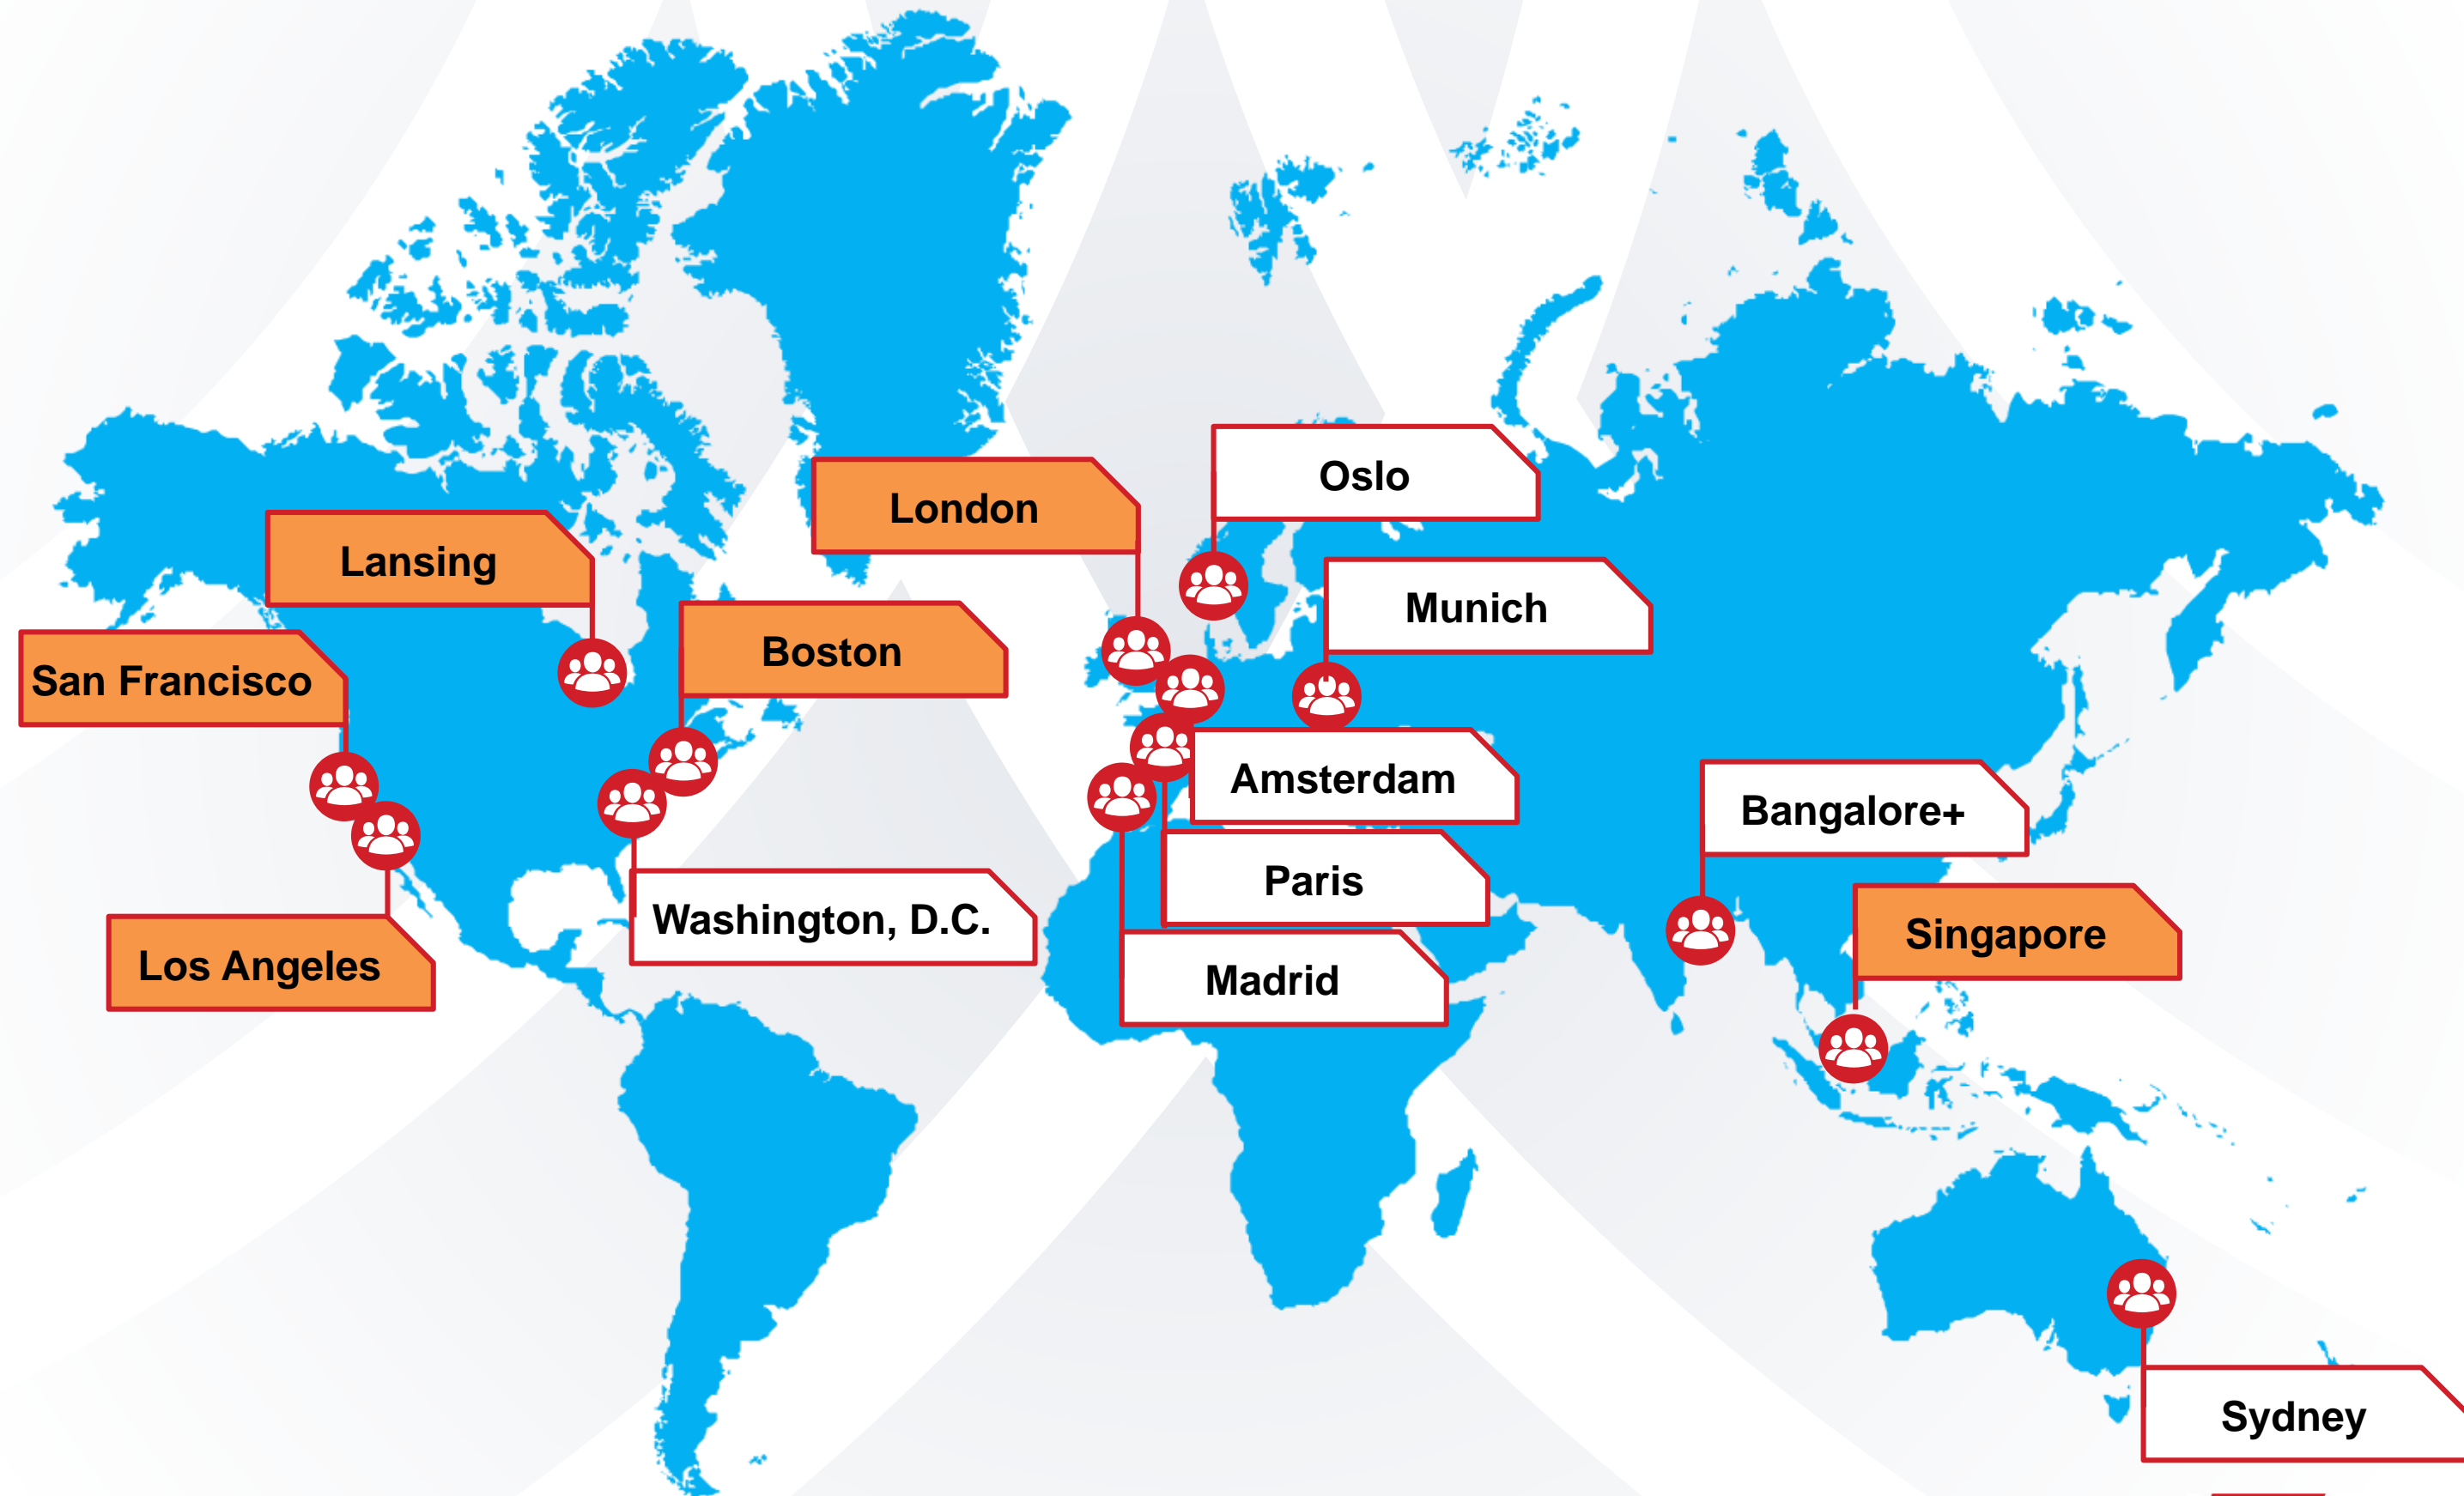 Oslo
London
Lansing
Munich
Boston
San Francisco
Amsterdam
Bangalore+
Paris
Washington, D.C.
Singapore
Los Angeles
Madrid
Sydney